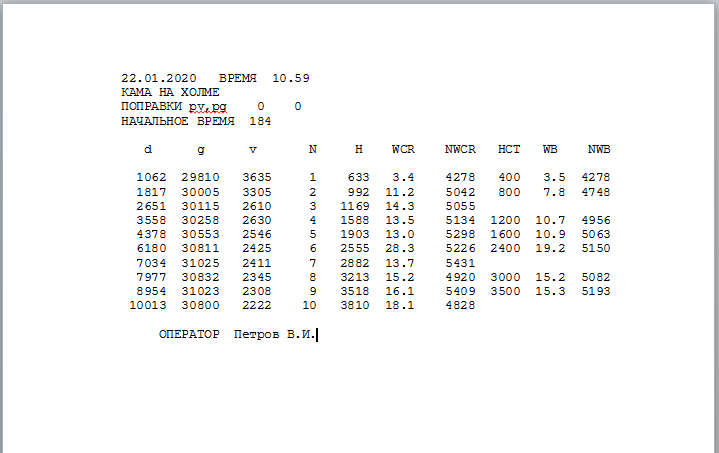 22.01.2020 ВРЕМЯ 10.59
КАМА НА ХОЛМЕ
ПОПРАВКИ pv,pg 0 0
НАЧАЛЬНОЕ ВРЕМЯ 184
d g v N H WCR NWCR HCT WB NWB
1062 29810 3635 1 633 3.4 4278 400 3.5 4278
1817 30005 3305 2 992 11.2 5042 800 7.8 4748
2651 30115 2610 3 1169 14.3 5055
3558 30258 2630 4 1588 13.5 5134 1200 10.7 4956
4378 30553 2546 5 1903 13.0 5298 1600 10.9 5063
6180 30811 2425 6 2555 28.3 5226 2400 19.2 5150
7034 31025 2411 7 2882 13.7 5431
7977 30832 2345 8 3213 15.2 4920 3000 15.2 5082
8954 31023 2308 9 3518 16.1 5409 3500 15.3 5193
10013 30800 2222 10 3810 18.1 4828
ОПЕРАТОР Петров В.И.